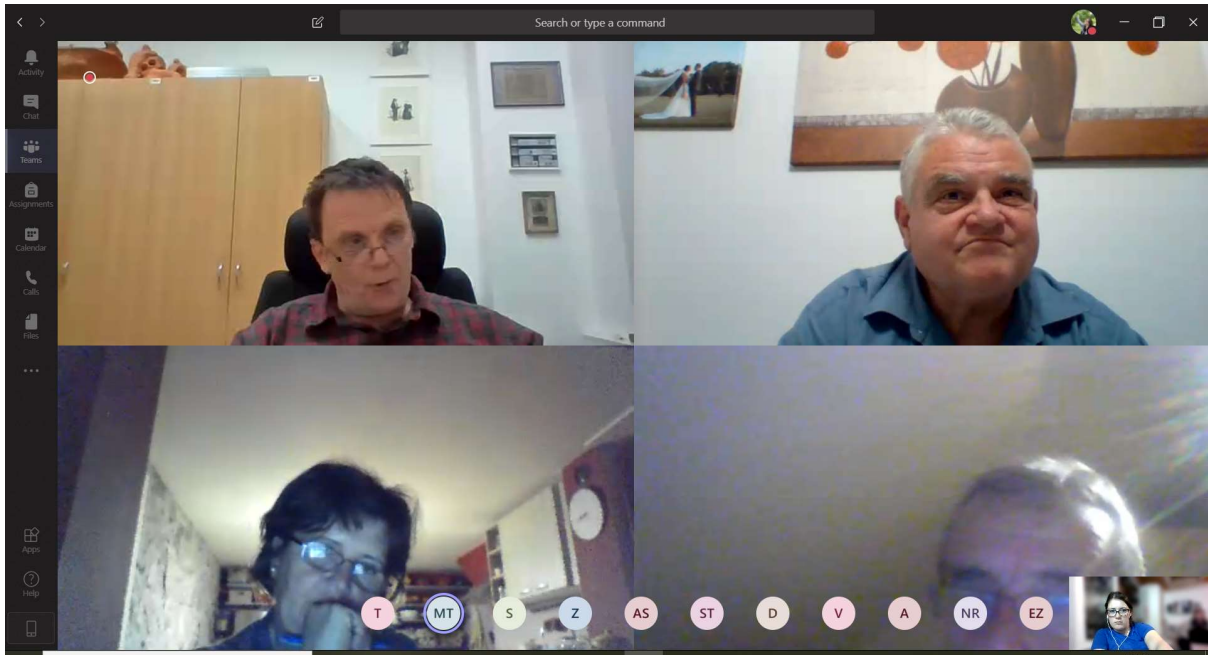 Search or type a command
Activity
Chat
Teams
Assignments
Calendar
Calls
Files
Apps
Help
T MT S Z AS ST D V A NR EZ